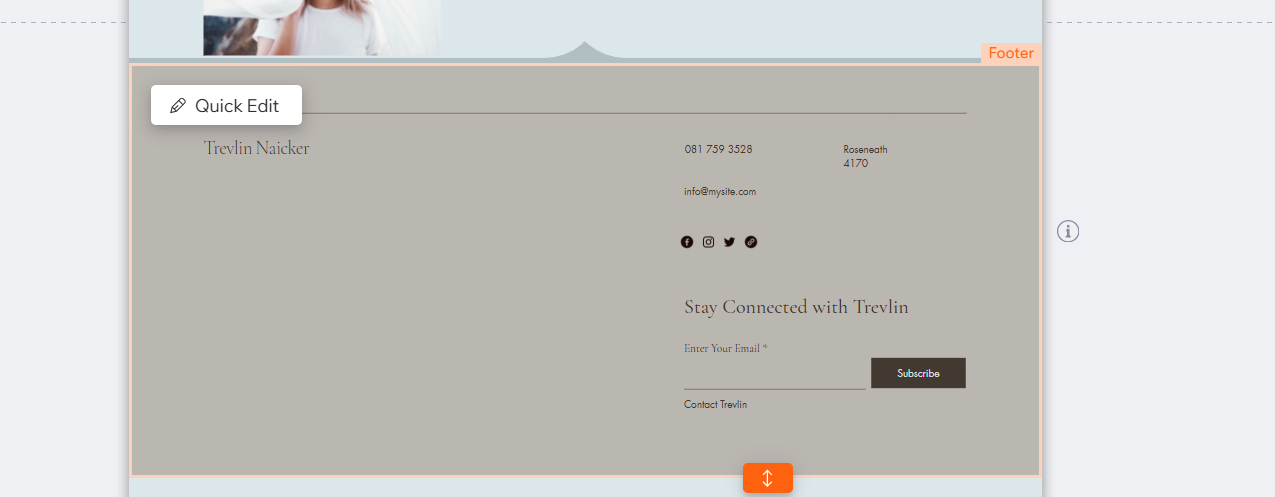 Footer
Quick Edit
Trevlin Naicker
081 759 3528
Roseneath
4170
info@mysite.com
Stay Connected with Trevlin
Enter Your Email *
Subscribe
Contact Trevlin